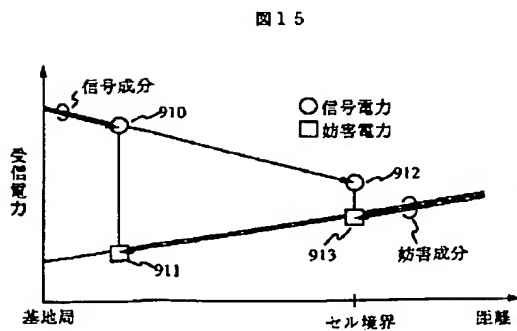 図15
信号成分
910
○信号電力
□妨害電力
912
受信電力
911
913
妨害成分
基地局
セル境界
距離